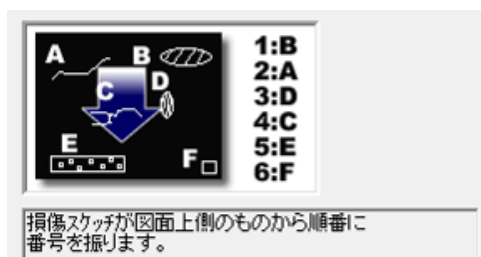 A
B
D
C
E
F
1:B
2:A
3:D
4:C
5:E
6:F
損傷ｽｹｯﾁが図面上側のものから順番に
番号を振ります。